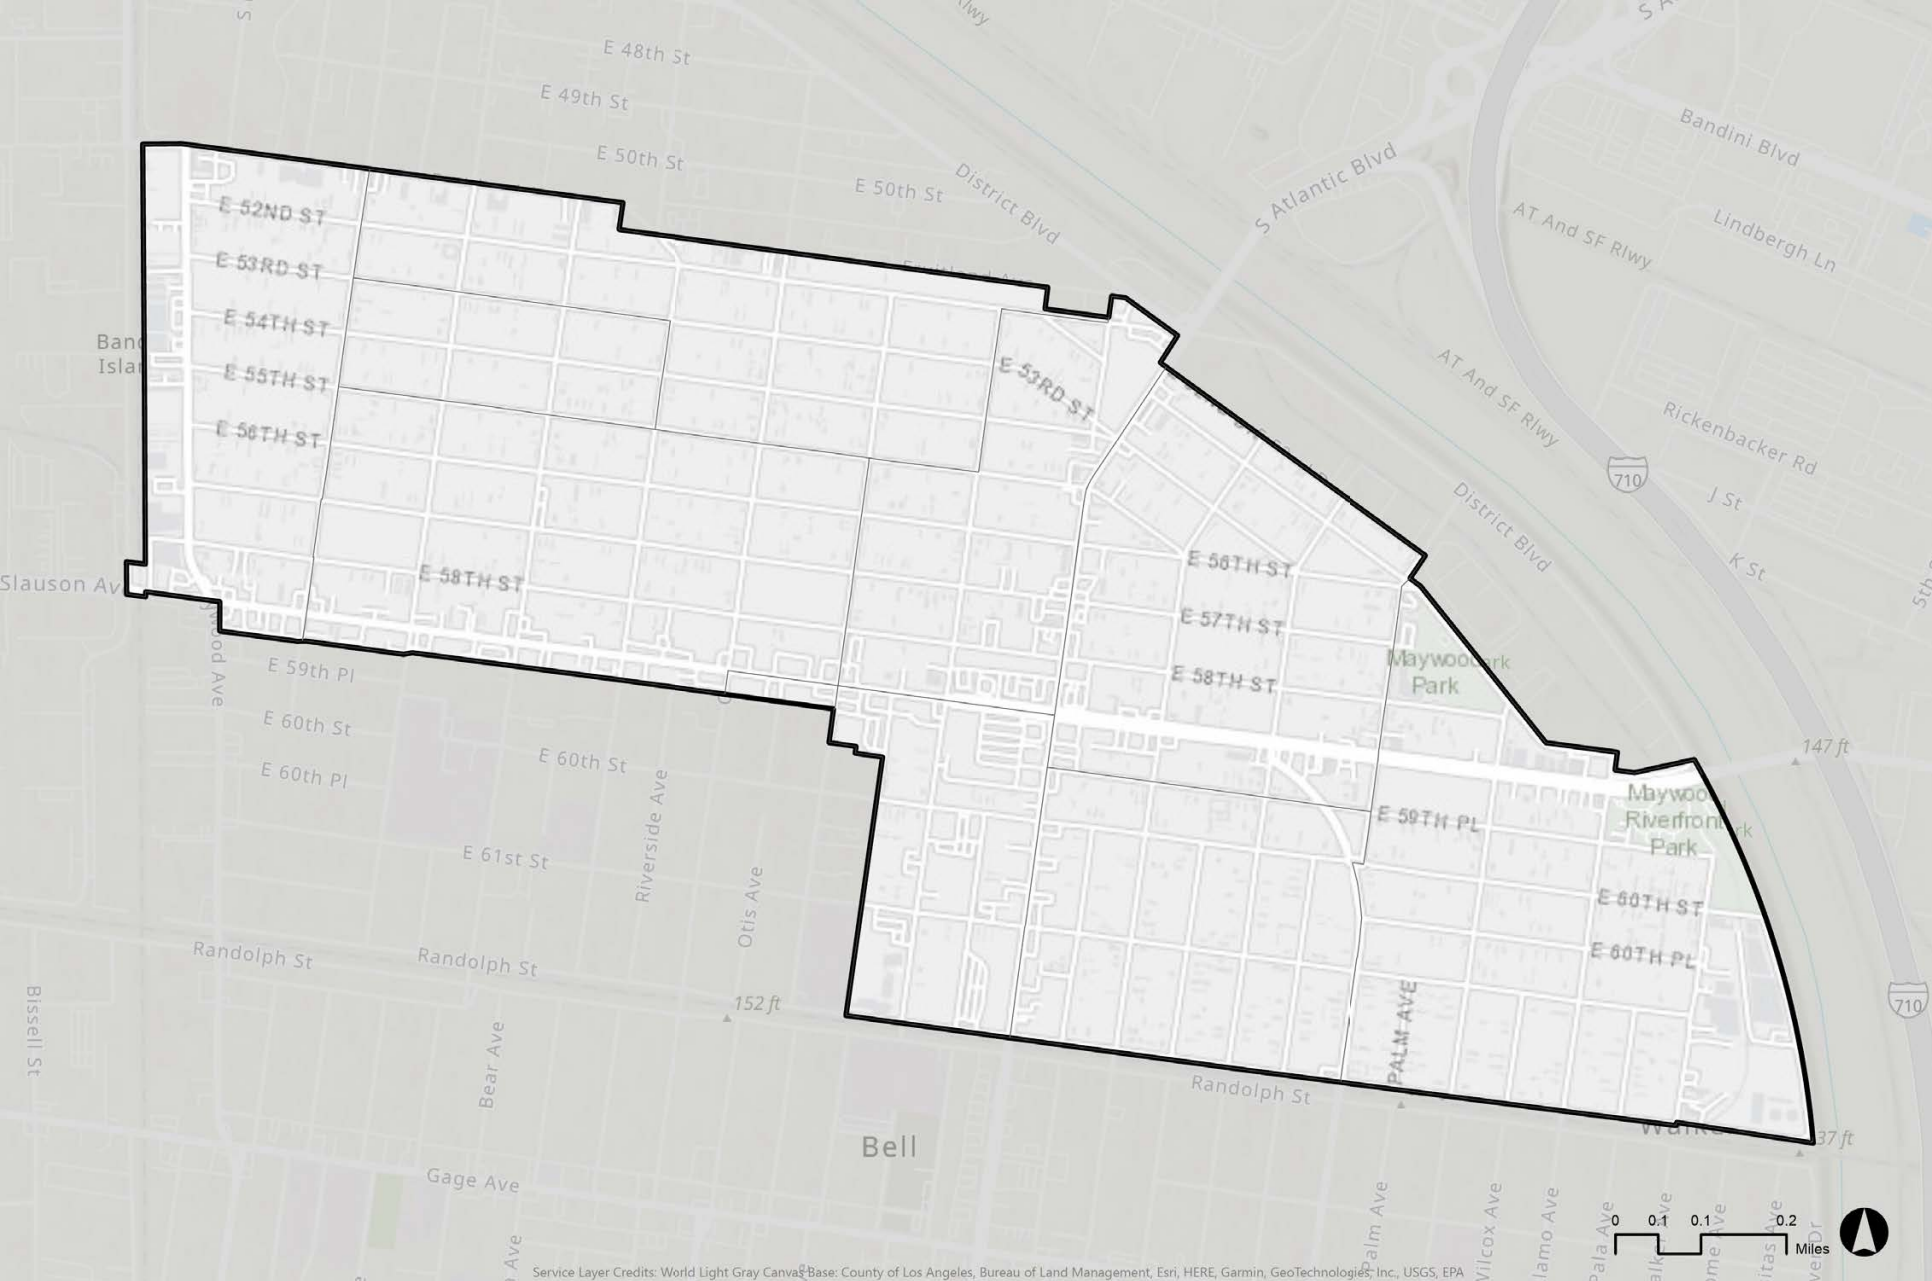 E 48th St
E 49th St
E 50th St
E 50th St
District Blvd
S Atlantic Blvd
Bandini Blvd
Lindbergh Ln
AT And SF Rlwy
AT And SF Rlwy
Rickenbacker Rd
J St
K St
710
District Blvd
E 52ND ST
E 53RD ST
E 54TH ST
E 55TH ST
E 56TH ST
E 53RD ST
E 58TH ST
E 56TH ST
E 57TH ST
E 58TH ST
Slauson Av
Maywood
Park
147 ft
Maywood
Riverfront
Park
E 59th Pl
E 60th St
E 60th Pl
E 60th St
E 61st St
Riverside Ave
Otis Ave
E 59TH PL
E 60TH ST
E 60TH PL
PALM AVE
Randolph St
Randolph St
152 ft
Bissell St
Bear Ave
Randolph St
710
37 ft
Bell
Gage Ave
Palm Ave
Wilcox Ave
0 0.1 0.1 0.2
Miles
Service Layer Credits: World Light Gray Canvas Base: County of Los Angeles, Bureau of Land Management, Esri, HERE, Garmin, GeoTechnologies, Inc., USGS, EPA